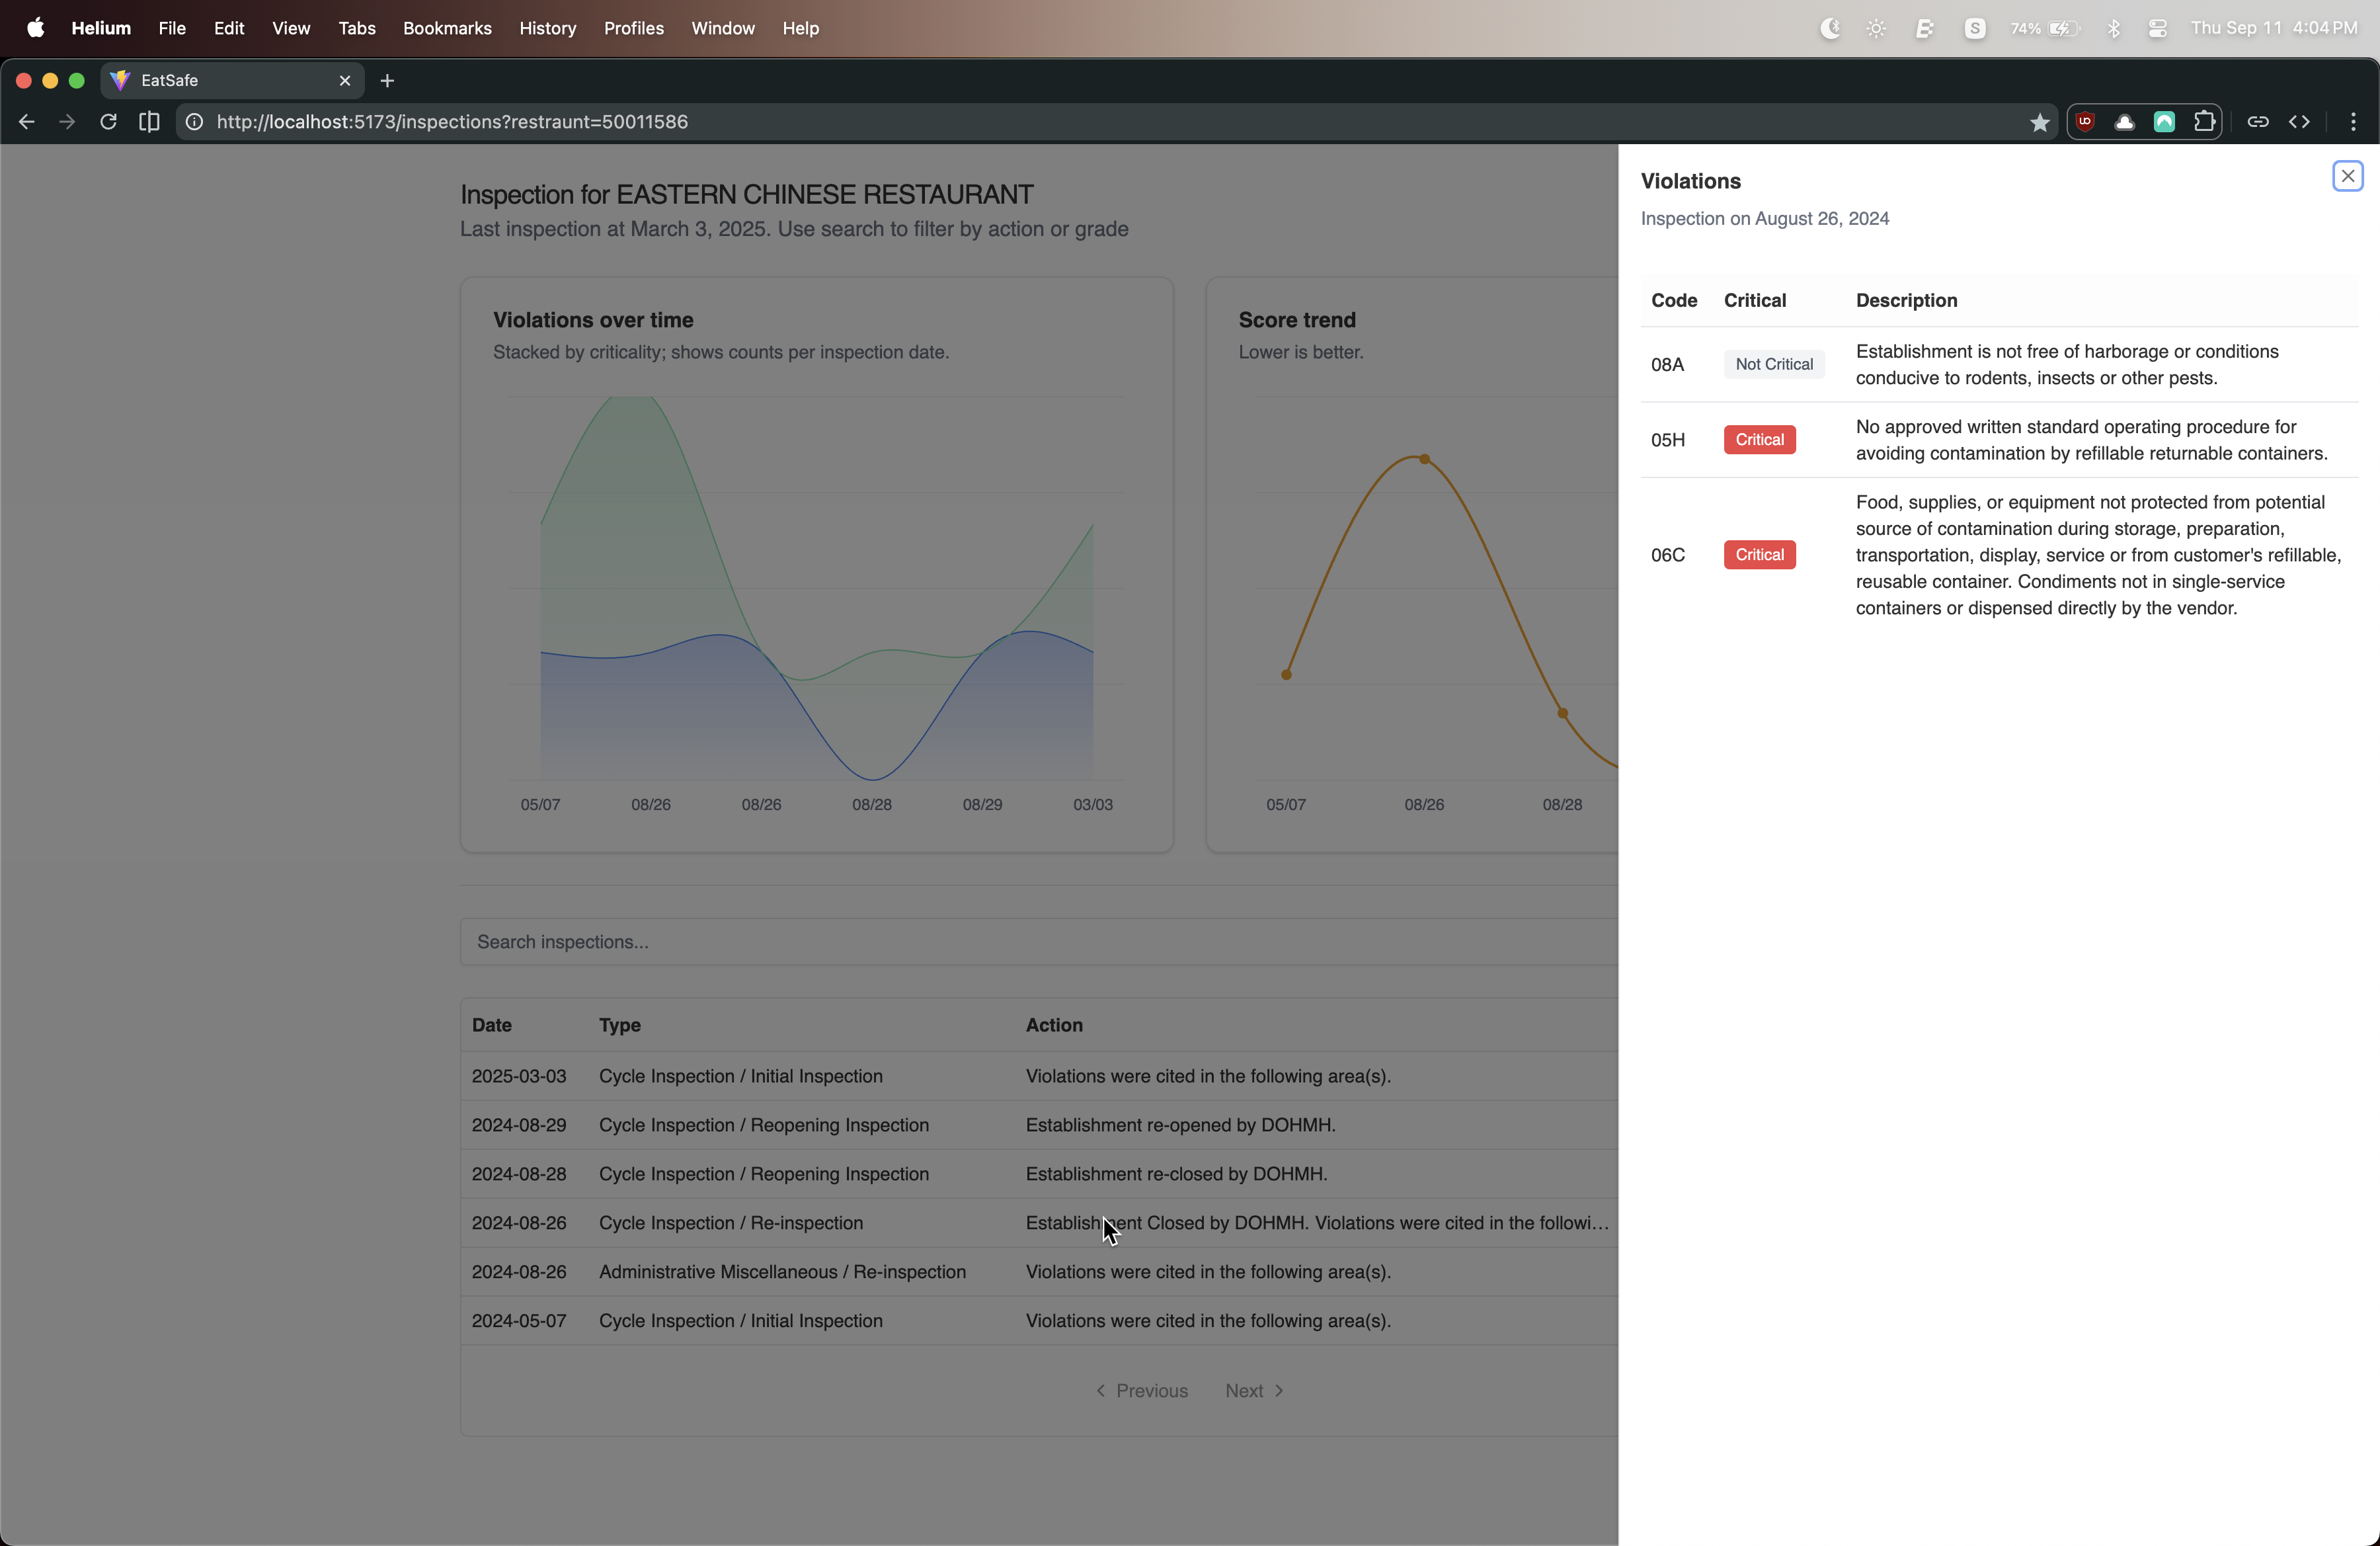 Helium File Edit View Tabs Bookmarks History Profiles Window Help
S 74% Thu Sep 11 4:04 PM
EatSafe
http://localhost:5173/inspections?restraunt=50011586
Inspection for EASTERN CHINESE RESTAURANT
Last inspection at March 3, 2025. Use search to filter by action or grade
Violations over time
Stacked by criticality; shows counts per inspection date.
05/07 08/26 08/26 08/28 08/29 03/03
Score trend
Lower is better.
05/07 08/26 08/28
Search inspections...
Date Type Action
2025-03-03 Cycle Inspection / Initial Inspection Violations were cited in the following area(s).
2024-08-29 Cycle Inspection / Reopening Inspection Establishment re-opened by DOHMH.
2024-08-28 Cycle Inspection / Reopening Inspection Establishment re-closed by DOHMH.
2024-08-26 Cycle Inspection / Re-inspection Establishment Closed by DOHMH. Violations were cited in the followi...
2024-08-26 Administrative Miscellaneous / Re-inspection Violations were cited in the following area(s).
2024-05-07 Cycle Inspection / Initial Inspection Violations were cited in the following area(s).
Previous Next
Violations
Inspection on August 26, 2024
Code Critical Description
08A Not Critical Establishment is not free of harborage or conditions
conducive to rodents, insects or other pests.
05H Critical No approved written standard operating procedure for
avoiding contamination by refillable returnable containers.
06C Critical Food, supplies, or equipment not protected from potential
source of contamination during storage, preparation,
transportation, display, service or from customer's refillable,
reusable container. Condiments not in single-service
containers or dispensed directly by the vendor.